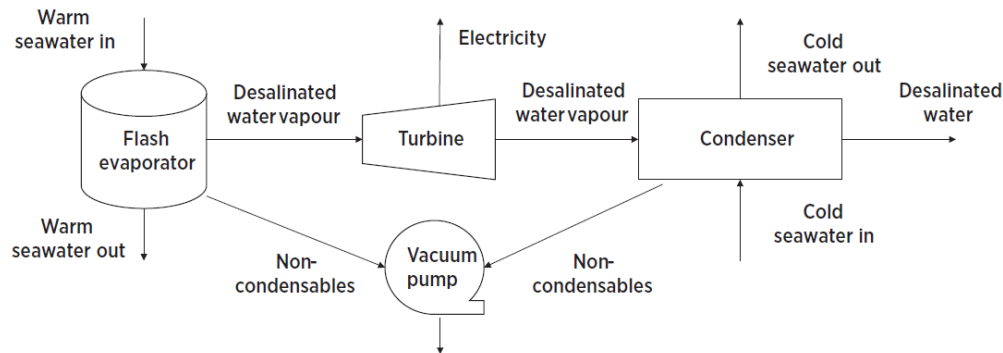 Warm
seawater in
Electricity
Cold
seawater out
Desalinated
water vapour
Desalinated
water vapour
Desalinated
water
Flash
evaporator
Turbine
Condenser
Warm
seawater out
Cold
seawater in
Non-
condensables
Vacuum
pump
Non-
condensables